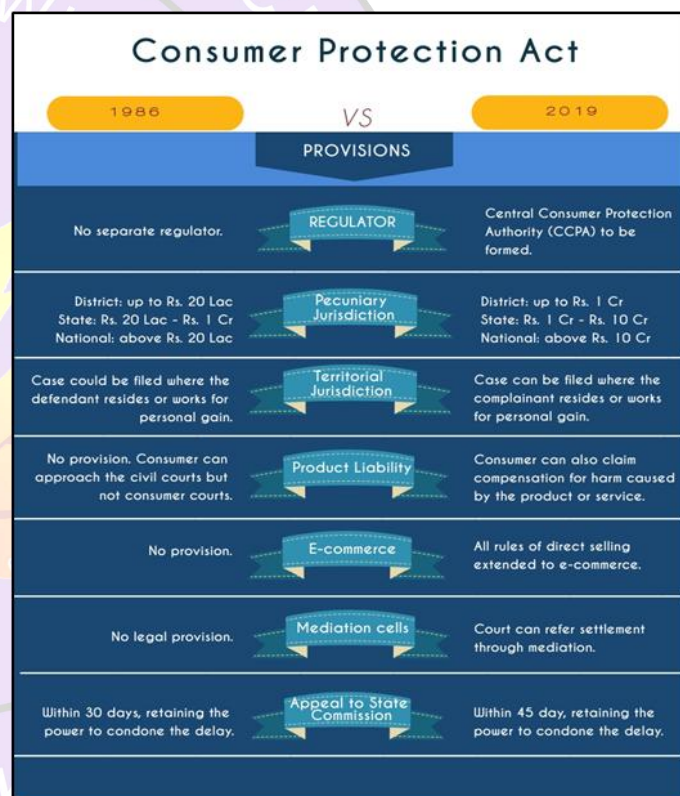 Consumer Protection Act
1986
VS
2019
PROVISIONS
No separate regulator.
REGULATOR
Central Consumer Protection
Authority (CCPA) to be
formed.
District: up to Rs. 20 Lac
State: Rs. 20 Lac - Rs. 1 Cr
National: above Rs. 20 Lac
Pecuniary
Jurisdiction
District: up to Rs. 1 Cr
State: Rs. 1 Cr - Rs. 10 Cr
National: above Rs. 10 Cr
Case could be filed where the
defendant resides or works for
personal gain.
Territorial
Jurisdiction
Case can be filed where the
complainant resides or works
for personal gain.
No provision. Consumer can
approach the civil courts but
not consumer courts.
Product Liability
Consumer can also claim
compensation for harm caused
by the product or service.
No provision.
E-commerce
All rules of direct selling
extended to e-commerce.
No legal provision.
Mediation cells
Court can refer settlement
through mediation.
Within 30 days, retaining the
power to condone the delay.
Appeal to State
Commission
Within 45 day, retaining the
power to condone the delay.